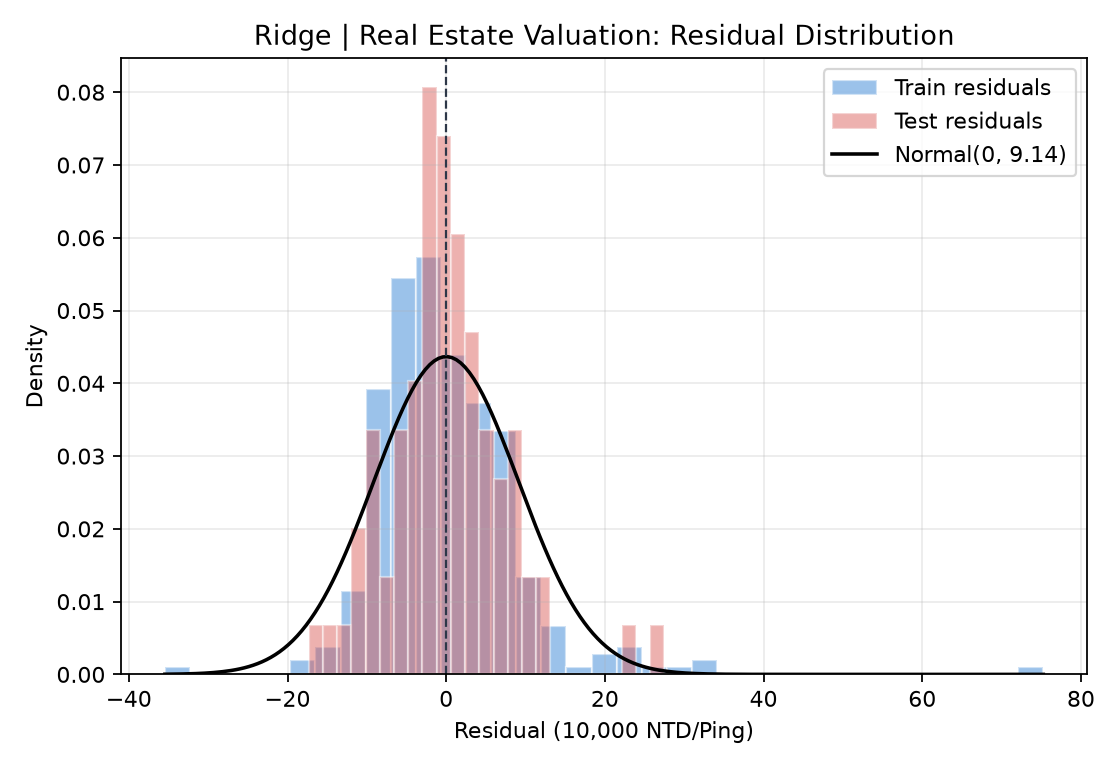 Ridge | Real Estate Valuation: Residual Distribution
Train residuals
Test residuals
Normal(0, 9.14)
Density
0.08
0.07
0.06
0.05
0.04
0.03
0.02
0.01
0.00
−40
−20
0
20
40
60
80
Residual (10,000 NTD/Ping)